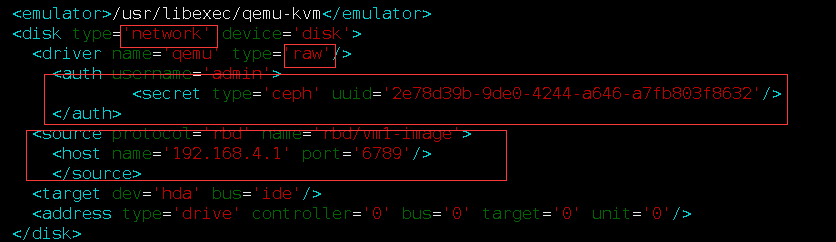 <emulator>/usr/libexec/qemu-kvm</emulator>
<disk type='network' device='disk'>
<driver name='qemu' type='raw'/>
<auth username='admin'>
<secret type='ceph' uuid='2e78d39b-9de0-4244-a646-a7fb803f8632'/>
</auth>
<source protocol='rbd' name='rbd/vm1-image'>
<host name='192.168.4.1' port='6789'/>
</source>
<target dev='hda' bus='ide'/>
<address type='drive' controller='0' bus='0' target='0' unit='0'/>
</disk>